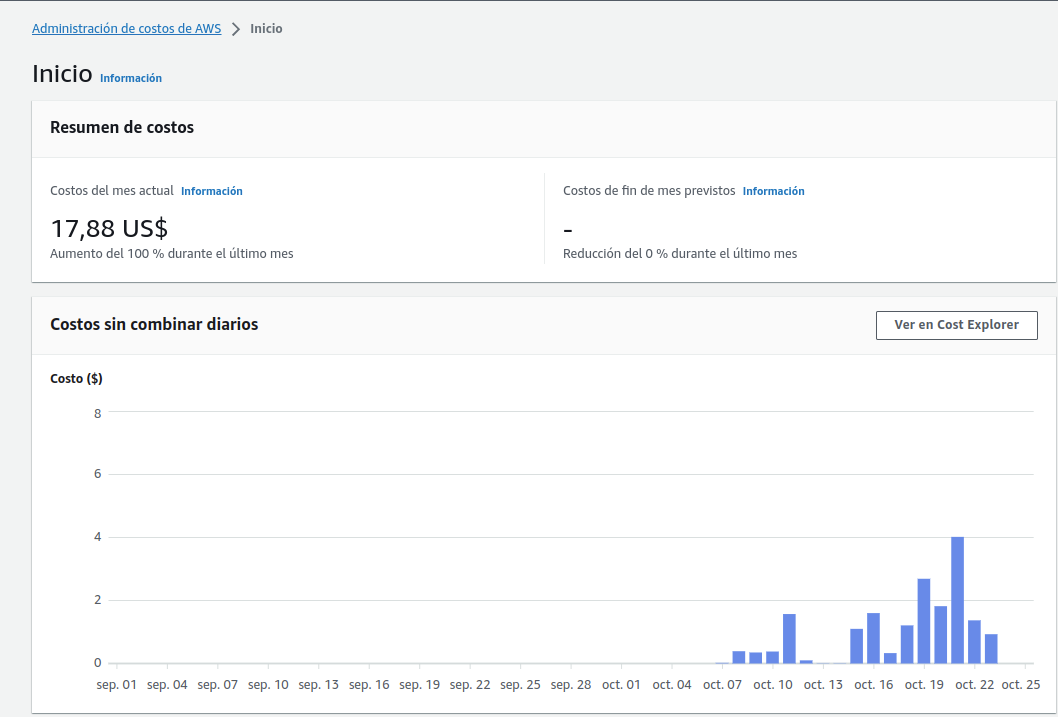 Administración de costos de AWS > Inicio
Inicio Información
Resumen de costos
Costos del mes actual Información
17,88 US$
Aumento del 100 % durante el último mes
Costos de fin de mes previstos Información
-
Reducción del 0 % durante el último mes
Costos sin combinar diarios
Ver en Cost Explorer
Costo ($)
8
6
4
2
0
sep. 01 sep. 04 sep. 07 sep. 10 sep. 13 sep. 16 sep. 19 sep. 22 sep. 25 sep. 28 oct. 01 oct. 04 oct. 07 oct. 10 oct. 13 oct. 16 oct. 19 oct. 22 oct. 25